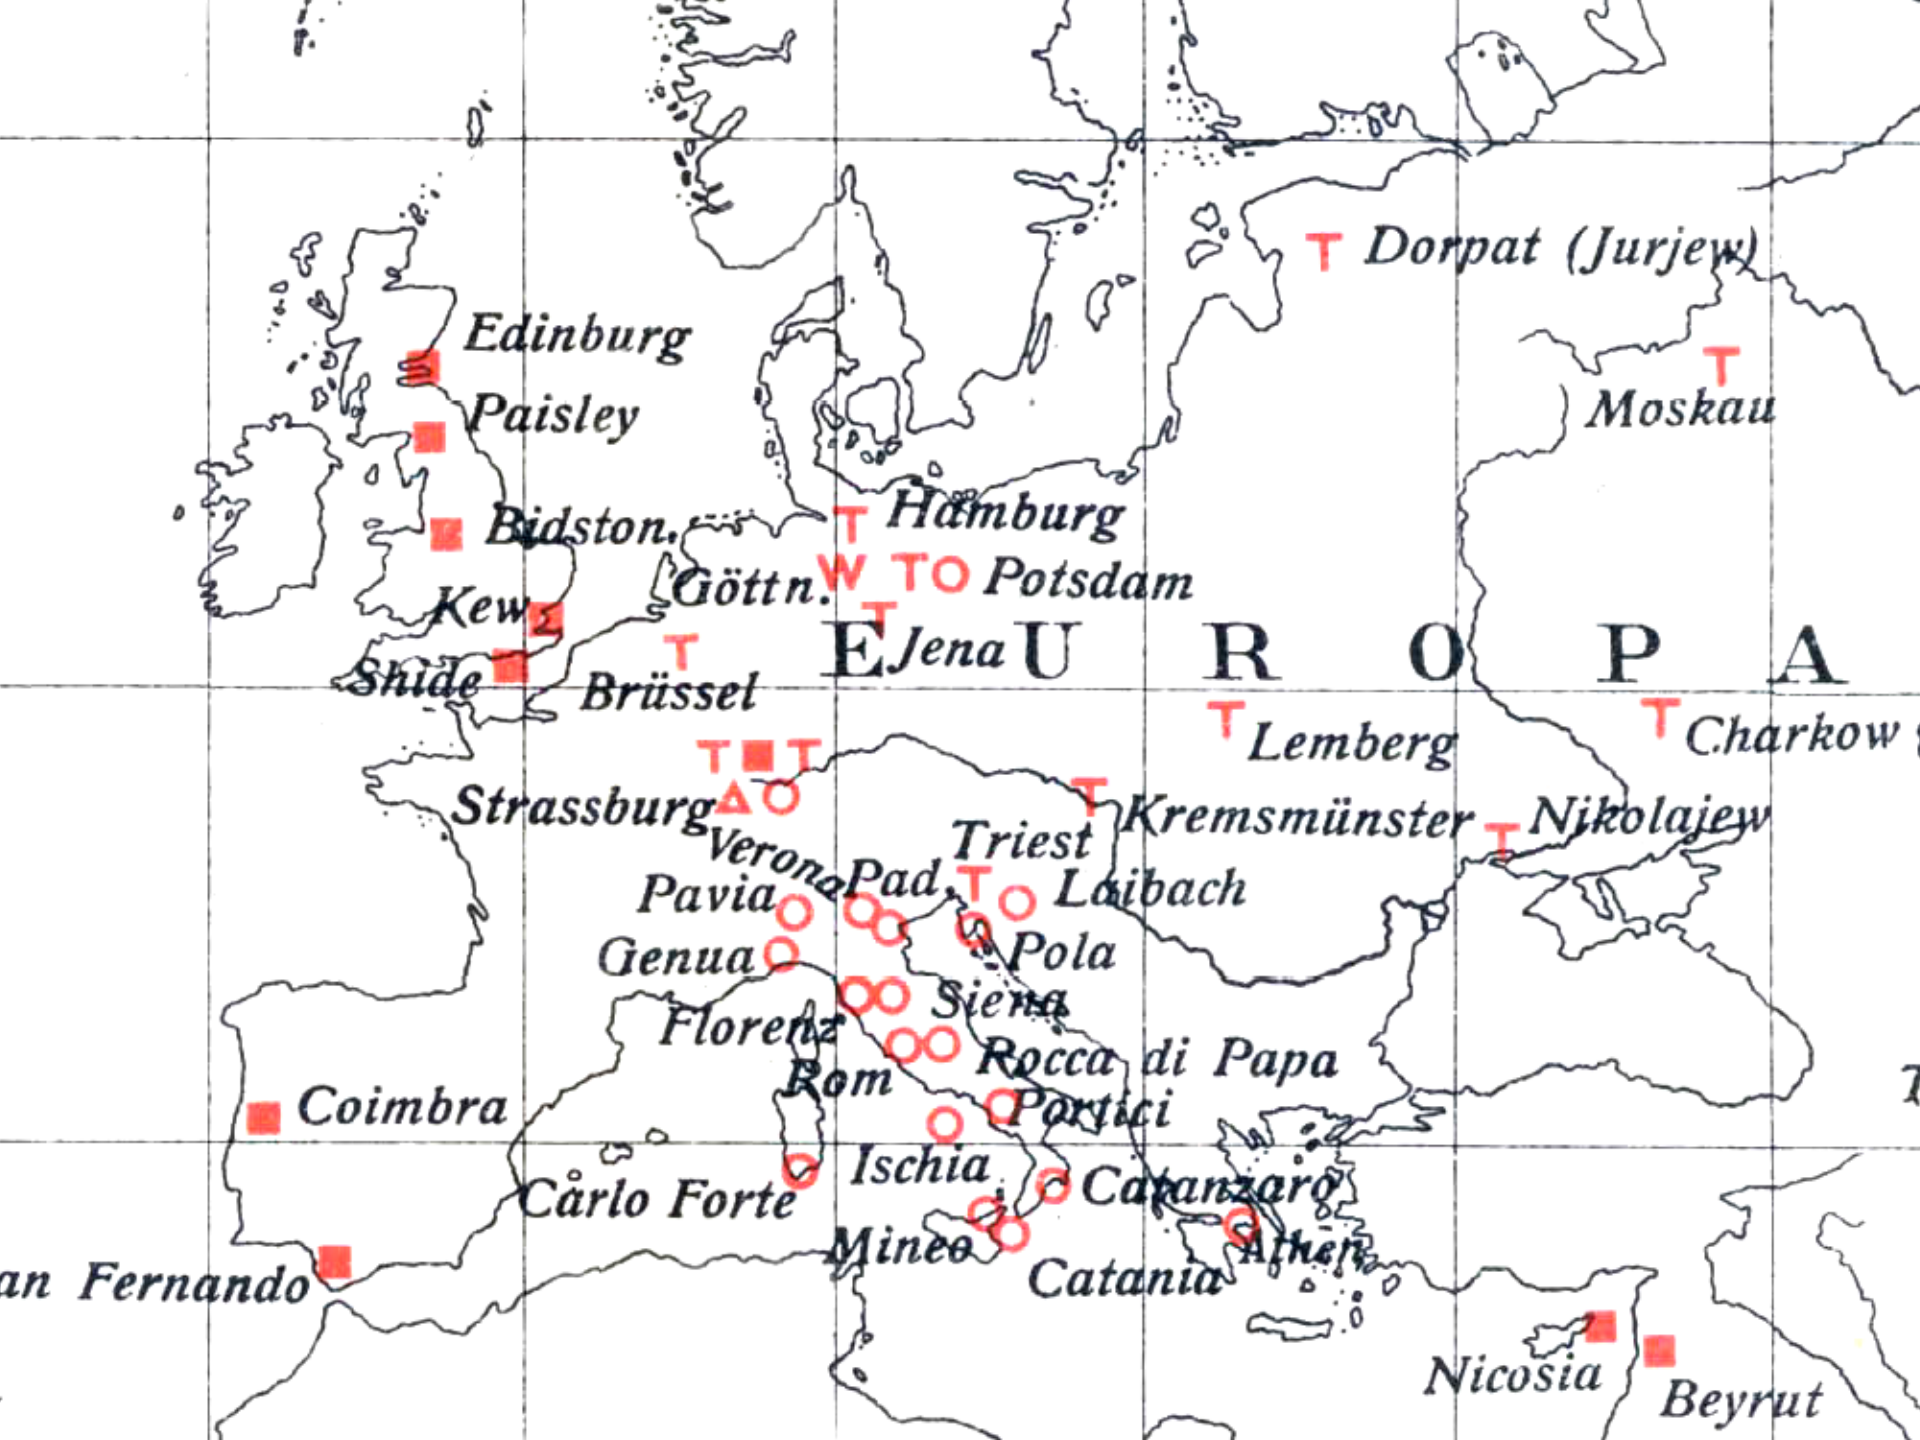 Dorpat (Jurjew)
Edinburg
Moskau
Paisley
Hamburg
Bidston.
Göttn.
Potsdam
Kew
Jena
EUROPA
Shide
Brüssel
Lemberg
Charkow
Strassburg
Kremsmünster
Nikolajew
Verona
Triest
Pavia
Pad.
Laibach
Genua
Pola
Siena
Florenz
Rocca di Papa
Rom
Coimbra
Portici
Ischia
Carlo Forte
Catanzaro
Mineo
Athen
Catania
an Fernando
Nicosia
Beyrut
T
T
T
W
T
T
T
T
T
T
T
T
T
T